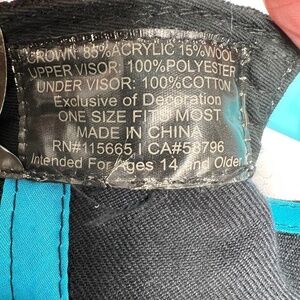 CROWN: 85%ACRYLIC 15%WOOL
UPPER VISOR: 100%POLYESTER
UNDER VISOR: 100%COTTON
Exclusive of Decoration
ONE SIZE FITS MOST
MADE IN CHINA
RN#115665 I CA#58796
Intended For Ages 14 and Older